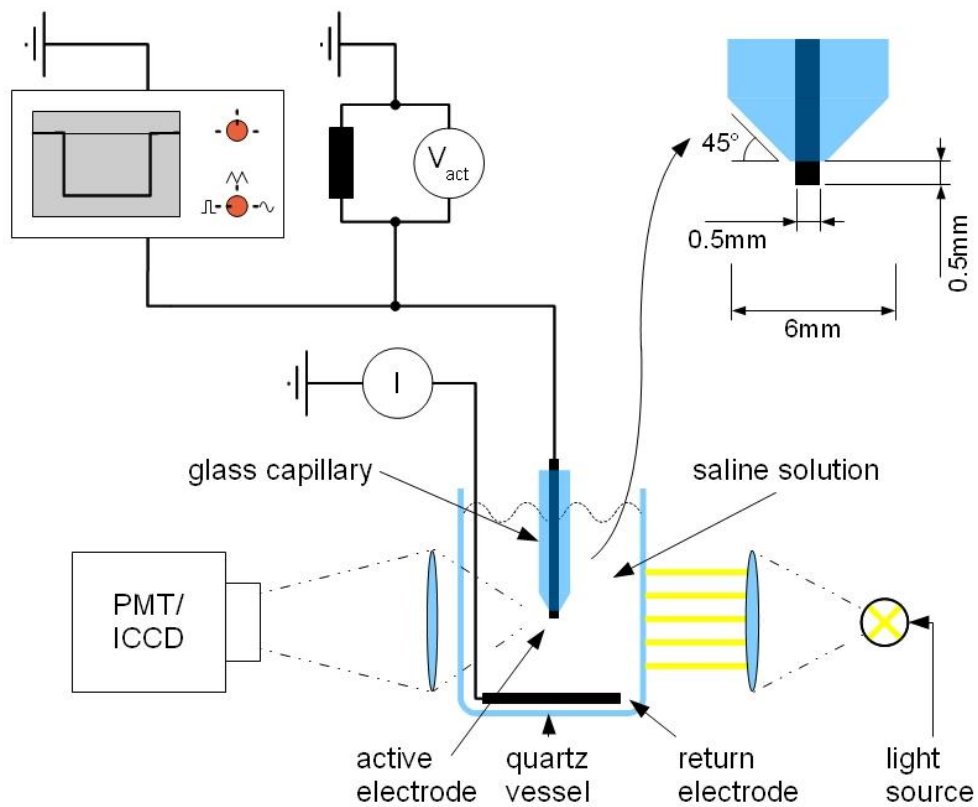 V act
45°
0.5mm
0.5mm
6mm
I
glass capillary
saline solution
PMT/
ICCD
active
electrode
quartz
vessel
return
electrode
light
source